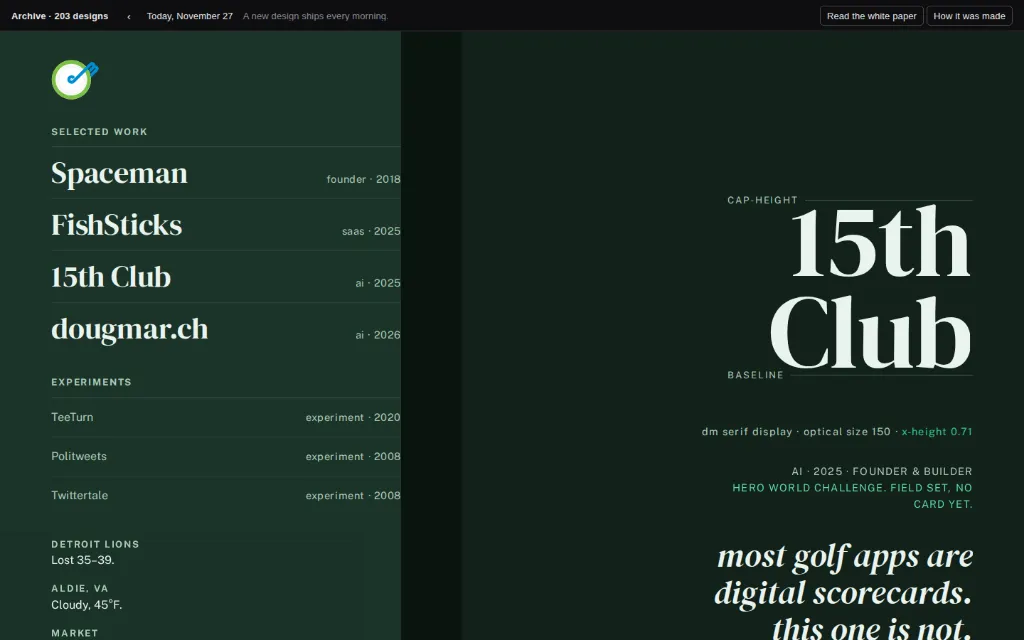 Archive · 203 designs ‹ Today, November 27 A new design ships every morning. Read the white paper How it was made
SELECTED WORK
Spaceman founder · 2018
FishSticks saas · 2025
15th Club ai · 2025
dougmar.ch ai · 2026
EXPERIMENTS
TeeTurn experiment · 2020
Politweets experiment · 2008
Twittertale experiment · 2008
DETROIT LIONS
Lost 35–39.
ALDIE, VA
Cloudy, 45°F.
MARKET
CAP-HEIGHT
15th
Club
BASELINE
dm serif display · optical size 150 · x-height 0.71
AI · 2025 · FOUNDER & BUILDER
HERO WORLD CHALLENGE. FIELD SET, NO
CARD YET.
most golf apps are
digital scorecards.
this one is not.